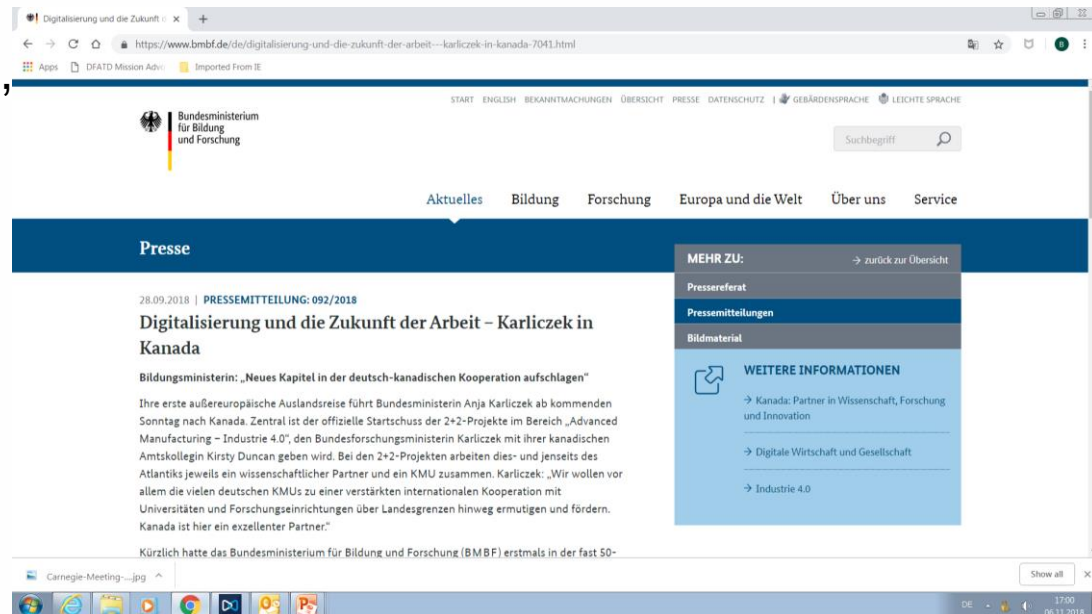 Digitalisierung und die Zukunft d
https://www.bmbf.de/de/digitalisierung-und-die-zukunft-der-arbeit---karliczek-in-kanada-7041.html
B
Apps
DFATD Mission Advi
Imported From IE
,
START ENGLISH BEKANNTMACHUNGEN ÜBERSICHT PRESSE DATENSCHUTZ | GEBÄRDENSPRACHE LEICHTE SPRACHE
Bundesministerium
für Bildung
und Forschung
Suchbegriff
Aktuelles Bildung Forschung Europa und die Welt Über uns Service
Presse
MEHR ZU: → zurück zur Übersicht
Pressereferat
Pressemitteilungen
Bildmaterial
28.09.2018 | PRESSEMITTEILUNG: 092/2018
Digitalisierung und die Zukunft der Arbeit – Karliczek in
Kanada
Bildungsministerin: „Neues Kapitel in der deutsch-kanadischen Kooperation aufschlagen“
Ihre erste außereuropäische Auslandsreise führt Bundesministerin Anja Karliczek ab kommenden
Sonntag nach Kanada. Zentral ist der offizielle Startschuss der 2+2-Projekte im Bereich „Advanced
Manufacturing – Industrie 4.0“, den Bundesforschungsministerin Karliczek mit ihrer kanadischen
Amtskollegin Kirsty Duncan geben wird. Bei den 2+2-Projekten arbeiten dies- und jenseits des
Atlantiks jeweils ein wissenschaftlicher Partner und ein KMU zusammen. Karliczek: „Wir wollen vor
allem die vielen deutschen KMUs zu einer verstärkten internationalen Kooperation mit
Universitäten und Forschungseinrichtungen über Landesgrenzen hinweg ermutigen und fördern.
Kanada ist hier ein exzellenter Partner.“
Kürzlich hatte das Bundesministerium für Bildung und Forschung (BMBF) erstmals in der fast 50-
WEITERE INFORMATIONEN
→ Kanada: Partner in Wissenschaft, Forschung
und Innovation
→ Digitale Wirtschaft und Gesellschaft
→ Industrie 4.0
Carnegie-Meeting-....jpg
Show all
DE
17:00
06.11.2018